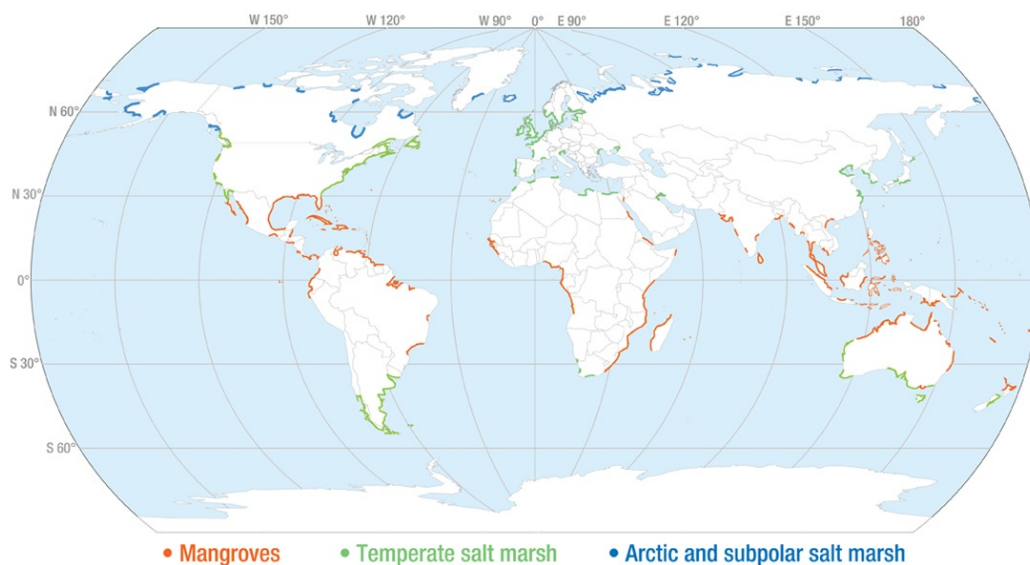 W 150° W 120° W 90° 0° E 90° E 120° E 150° 180°
N 60°
N 30°
0°
S 30°
S 60°
• Mangroves • Temperate salt marsh • Arctic and subpolar salt marsh